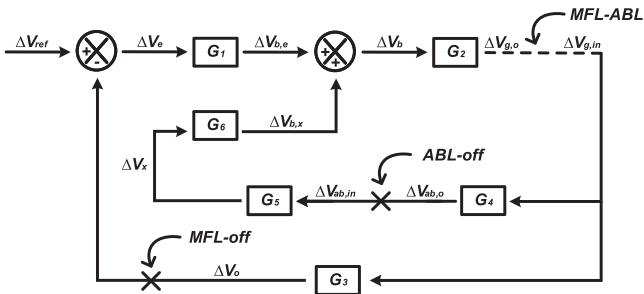 ΔVref ΔVe G1 ΔVb,e ΔVb G2 ΔVg,o ΔVg,in MFL-ABL
+ - + +
G6 ΔVb,x
ΔVx
ABL-off
G5 ΔVab,in ΔVab,o G4
MFL-off
ΔVo G3